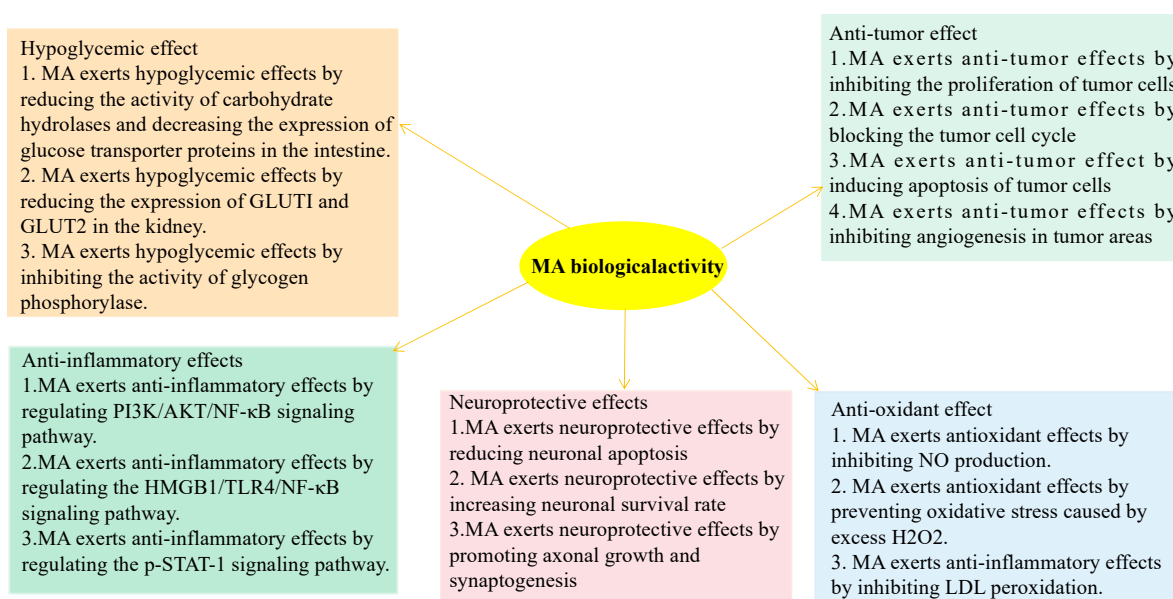 Hypoglycemic effect
1. MA exerts hypoglycemic effects by
reducing the activity of carbohydrate
hydrolases and decreasing the expression of
glucose transporter proteins in the intestine.
2. MA exerts hypoglycemic effects by
reducing the expression of GLUTI and
GLUT2 in the kidney.
3. MA exerts hypoglycemic effects by
inhibiting the activity of glycogen
phosphorylase.
Anti-tumor effect
1.MA exerts anti-tumor effects by
inhibiting the proliferation of tumor cells
2.MA exerts anti-tumor effects by
blocking the tumor cell cycle
3.MA exerts anti-tumor effect by
inducing apoptosis of tumor cells
4.MA exerts anti-tumor effects by
inhibiting angiogenesis in tumor areas
MA biologicalactivity
Anti-inflammatory effects
1.MA exerts anti-inflammatory effects by
regulating PI3K/AKT/NF-κB signaling
pathway.
2.MA exerts anti-inflammatory effects by
regulating the HMGB1/TLR4/NF-κB
signaling pathway.
3.MA exerts anti-inflammatory effects by
regulating the p-STAT-1 signaling pathway.
Neuroprotective effects
1.MA exerts neuroprotective effects by
reducing neuronal apoptosis
2. MA exerts neuroprotective effects by
increasing neuronal survival rate
3.MA exerts neuroprotective effects by
promoting axonal growth and
synaptogenesis
Anti-oxidant effect
1. MA exerts antioxidant effects by
inhibiting NO production.
2. MA exerts antioxidant effects by
preventing oxidative stress caused by
excess H2O2.
3. MA exerts anti-inflammatory effects
by inhibiting LDL peroxidation.